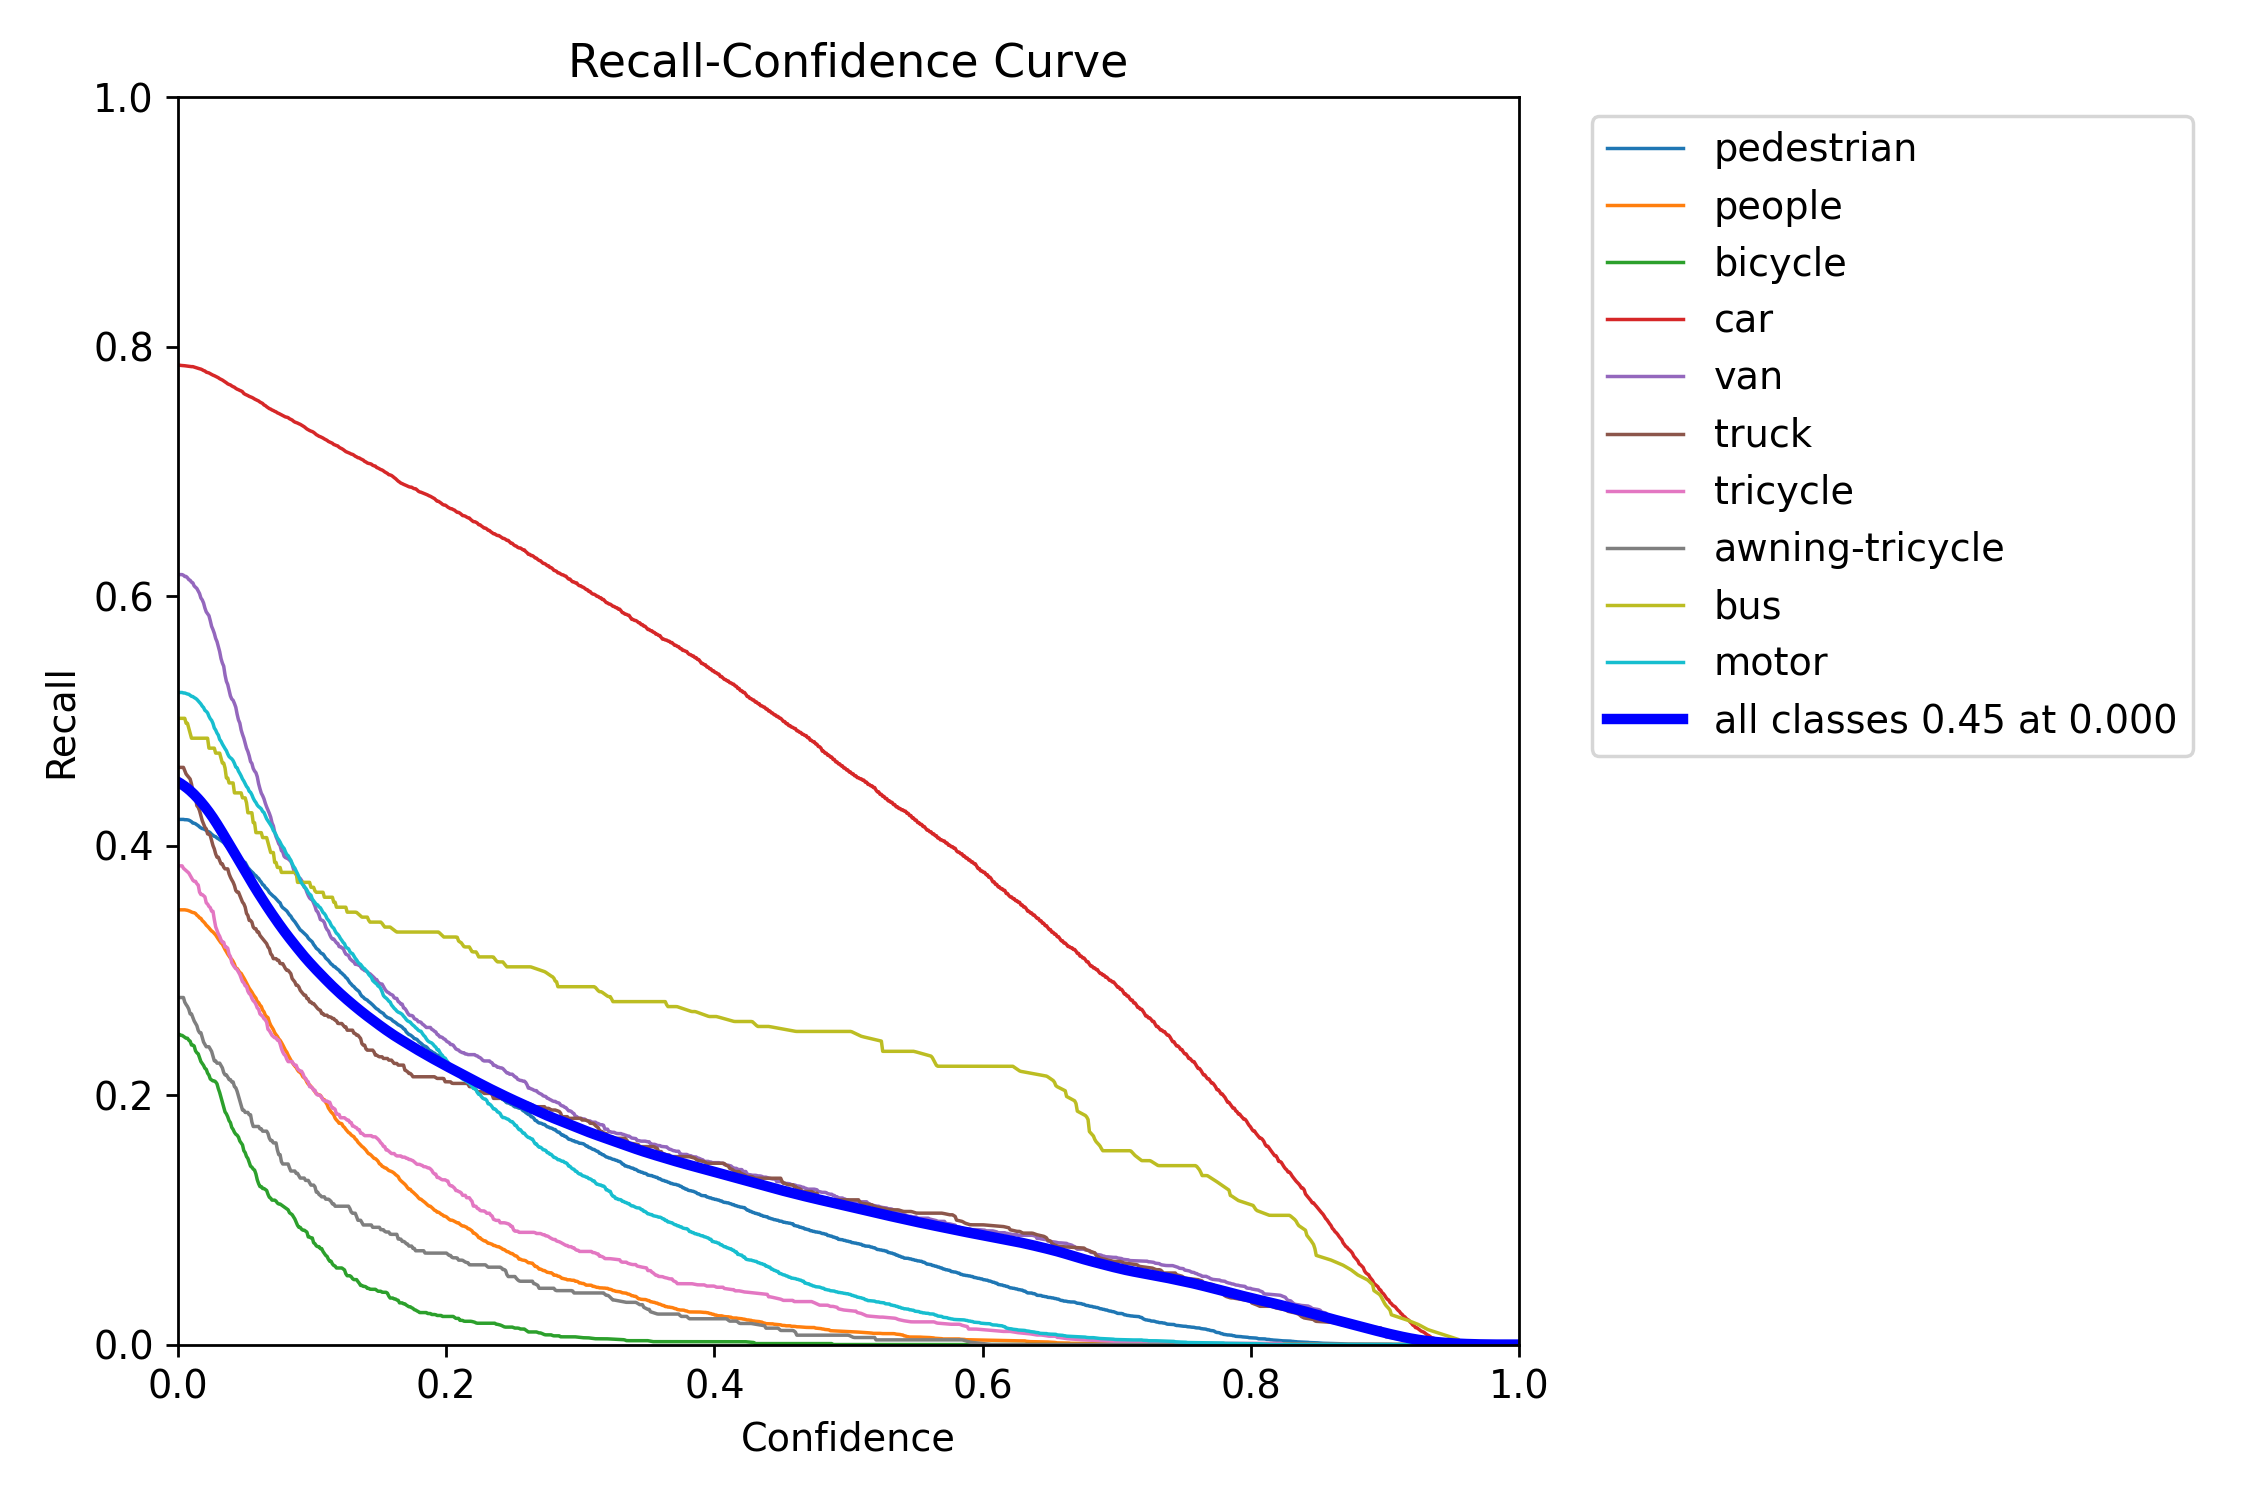 Recall-Confidence Curve
1.0
0.8
0.6
0.4
0.2
0.0
Recall
0.0 0.2 0.4 0.6 0.8 1.0
Confidence
pedestrian
people
bicycle
car
van
truck
tricycle
awning-tricycle
bus
motor
all classes 0.45 at 0.000